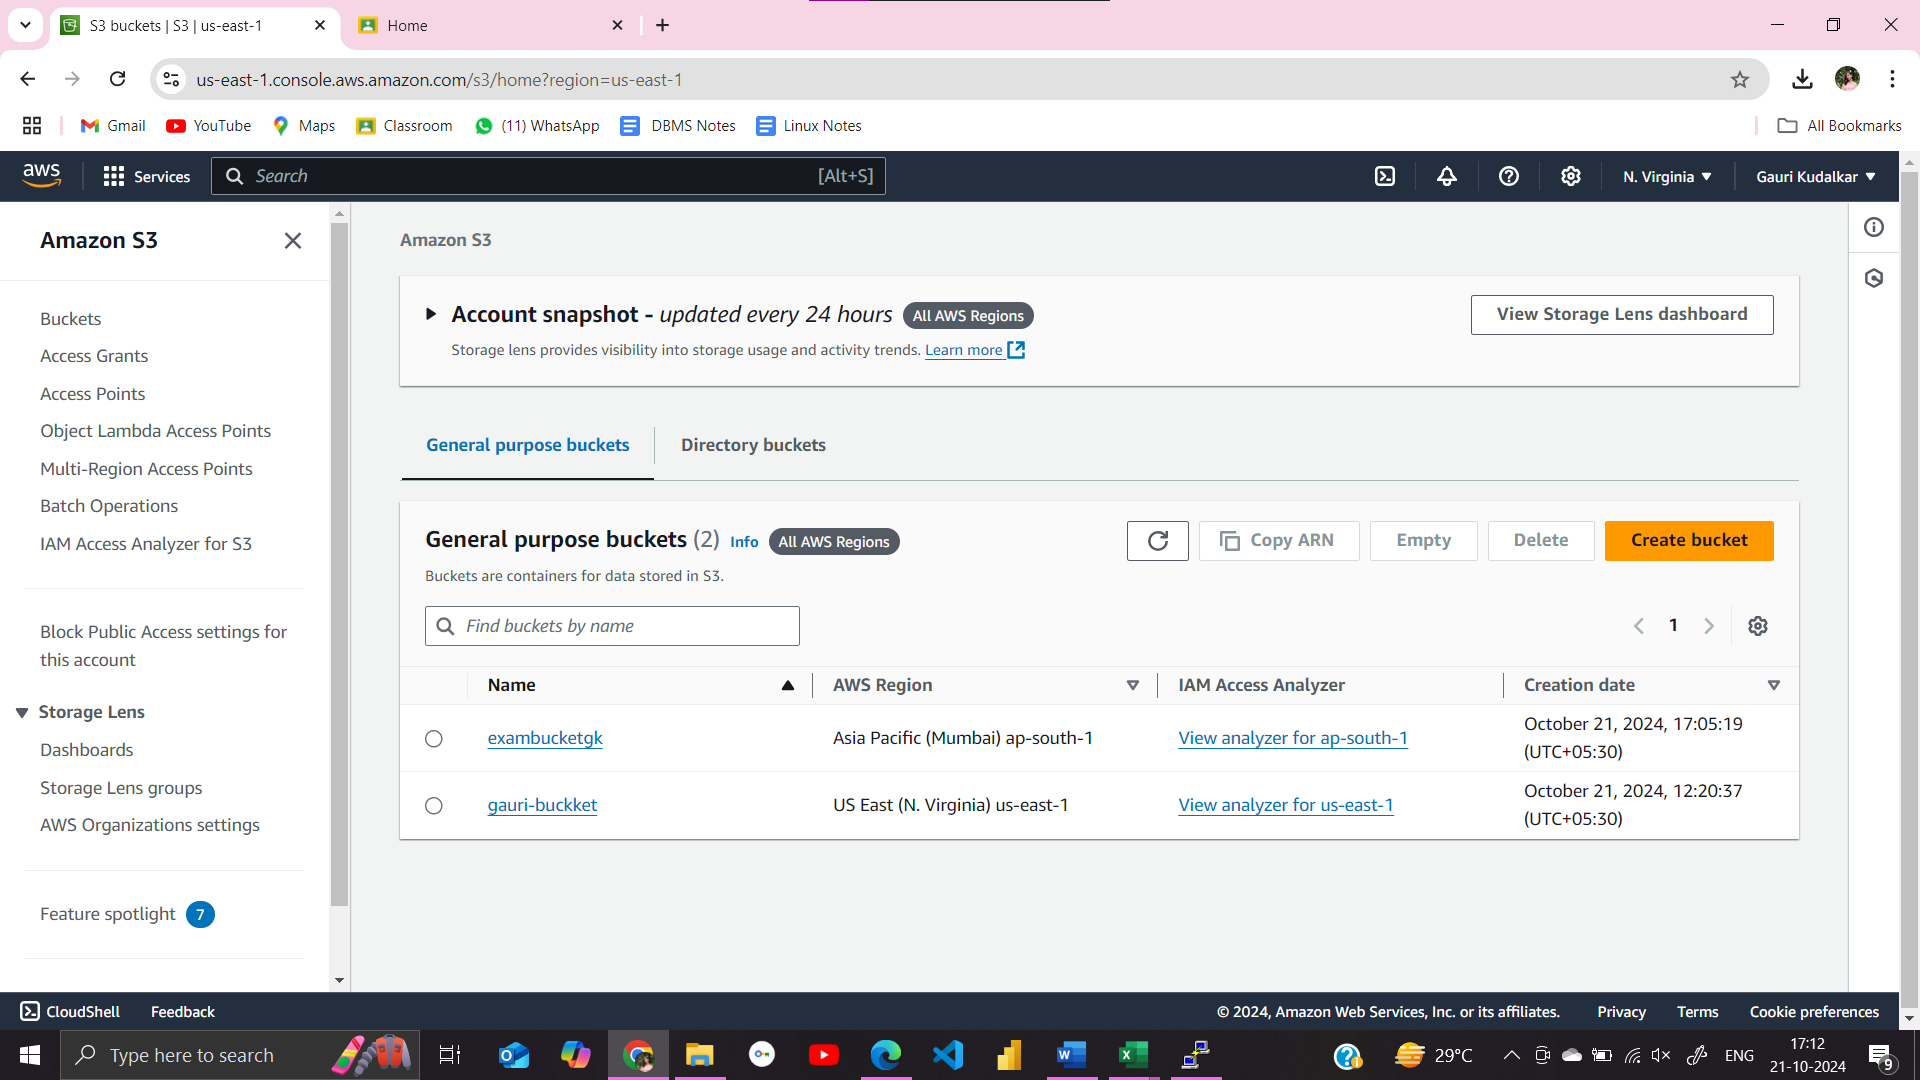 S3 buckets | S3 | us-east-1
Home
us-east-1.console.aws.amazon.com/s3/home?region=us-east-1
Gmail
YouTube
Maps
Classroom
(11) WhatsApp
DBMS Notes
Linux Notes
All Bookmarks
aws
Services
Search
[Alt+S]
N. Virginia
Gauri Kudalkar
Amazon S3
Buckets
Access Grants
Access Points
Object Lambda Access Points
Multi-Region Access Points
Batch Operations
IAM Access Analyzer for S3
Block Public Access settings for
this account
Storage Lens
Dashboards
Storage Lens groups
AWS Organizations settings
Feature spotlight 7
Amazon S3
Account snapshot - updated every 24 hours All AWS Regions
View Storage Lens dashboard
Storage lens provides visibility into storage usage and activity trends. Learn more
General purpose buckets
Directory buckets
General purpose buckets (2) Info All AWS Regions
Copy ARN
Empty
Delete
Create bucket
Buckets are containers for data stored in S3.
Find buckets by name
1
Name
AWS Region
IAM Access Analyzer
Creation date
exambucketgk
Asia Pacific (Mumbai) ap-south-1
View analyzer for ap-south-1
October 21, 2024, 17:05:19
(UTC+05:30)
gauri-buckket
US East (N. Virginia) us-east-1
View analyzer for us-east-1
October 21, 2024, 12:20:37
(UTC+05:30)
CloudShell
Feedback
© 2024, Amazon Web Services, Inc. or its affiliates.
Privacy
Terms
Cookie preferences
Type here to search
29°C
ENG
17:12
21-10-2024
9